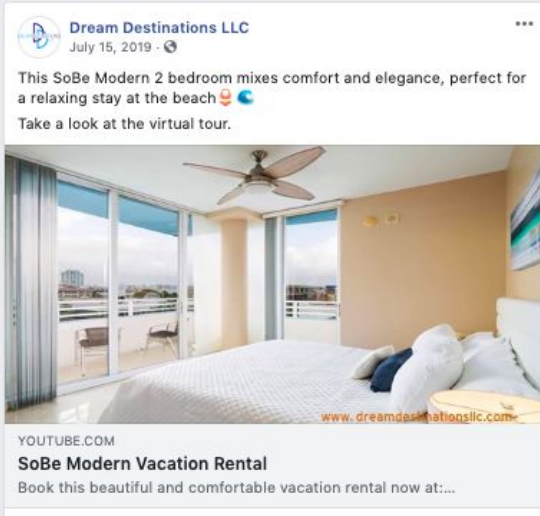 Dream Destinations LLC
July 15, 2019 ·
This SoBe Modern 2 bedroom mixes comfort and elegance, perfect for
a relaxing stay at the beach👙 🌊
Take a look at the virtual tour.
www.dreamdestinationsllc.com
YOUTUBE.COM
SoBe Modern Vacation Rental
Book this beautiful and comfortable vacation rental now at:...